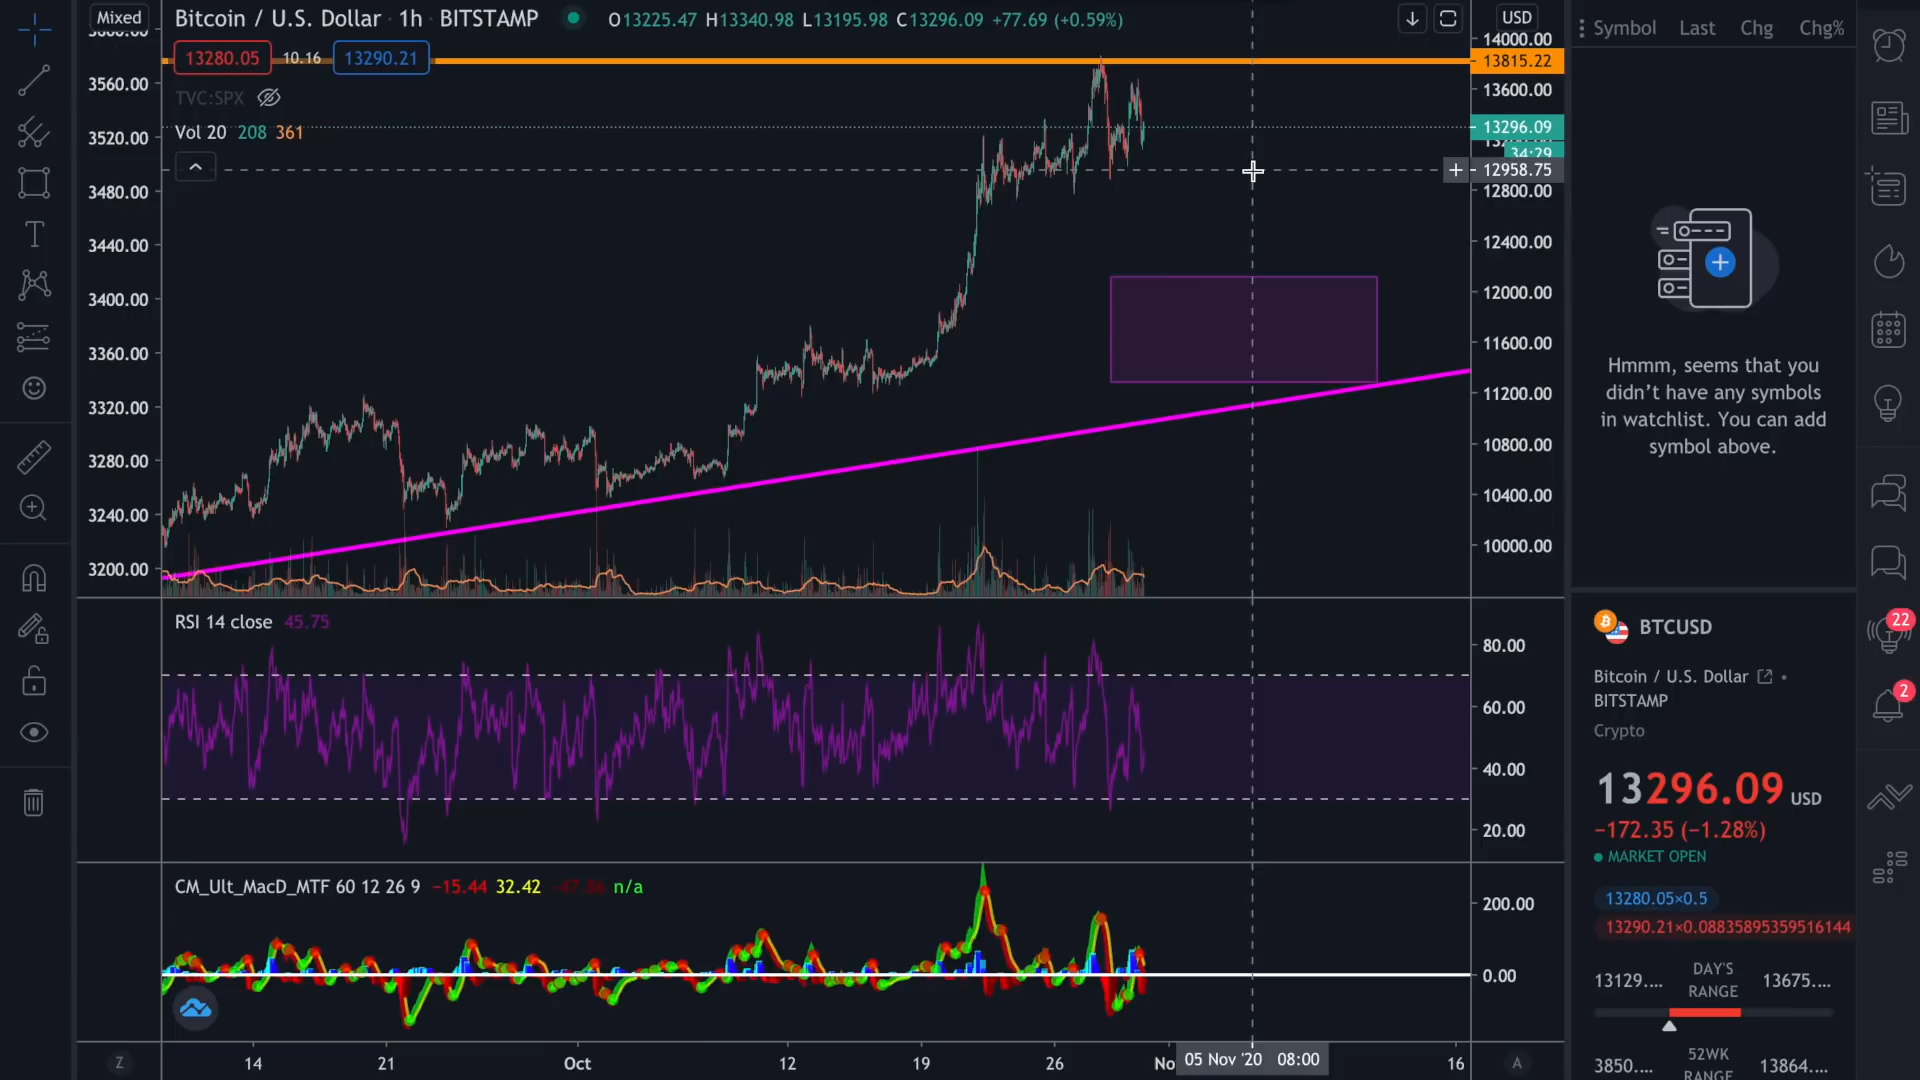 Mixed
Bitcoin / U.S. Dollar · 1h · BITSTAMP
O13225.47 H13340.98 L13195.98 C13296.09 +77.69 (+0.59%)
USD
Symbol Last Chg Chg%
13280.05 10.16 13290.21
TVC:SPX
Vol 20 208 361
3560.00
3520.00
3480.00
3440.00
3400.00
3360.00
3320.00
3280.00
3240.00
3200.00
14000.00
13815.22
13600.00
13296.09
34:29
12958.75
12800.00
12400.00
12000.00
11600.00
11200.00
10800.00
10400.00
10000.00
Hmmm, seems that you
didn't have any symbols
in watchlist. You can add
symbol above.
RSI 14 close 45.75
80.00
60.00
40.00
20.00
CM_Ult_MacD_MTF 60 12 26 9 −15.44 32.42 -47.86 n/a
200.00
0.00
Z
14
21
Oct
12
19
26
No
05 Nov '20 08:00
16
A
22
2
BTCUSD
Bitcoin / U.S. Dollar •
BITSTAMP
Crypto
13296.09 USD
−172.35 (−1.28%)
MARKET OPEN
13280.05×0.5
13290.21×0.08835895359516144
13129.... DAY'S RANGE 13675....
3850.... 52WK RANGE 13864....